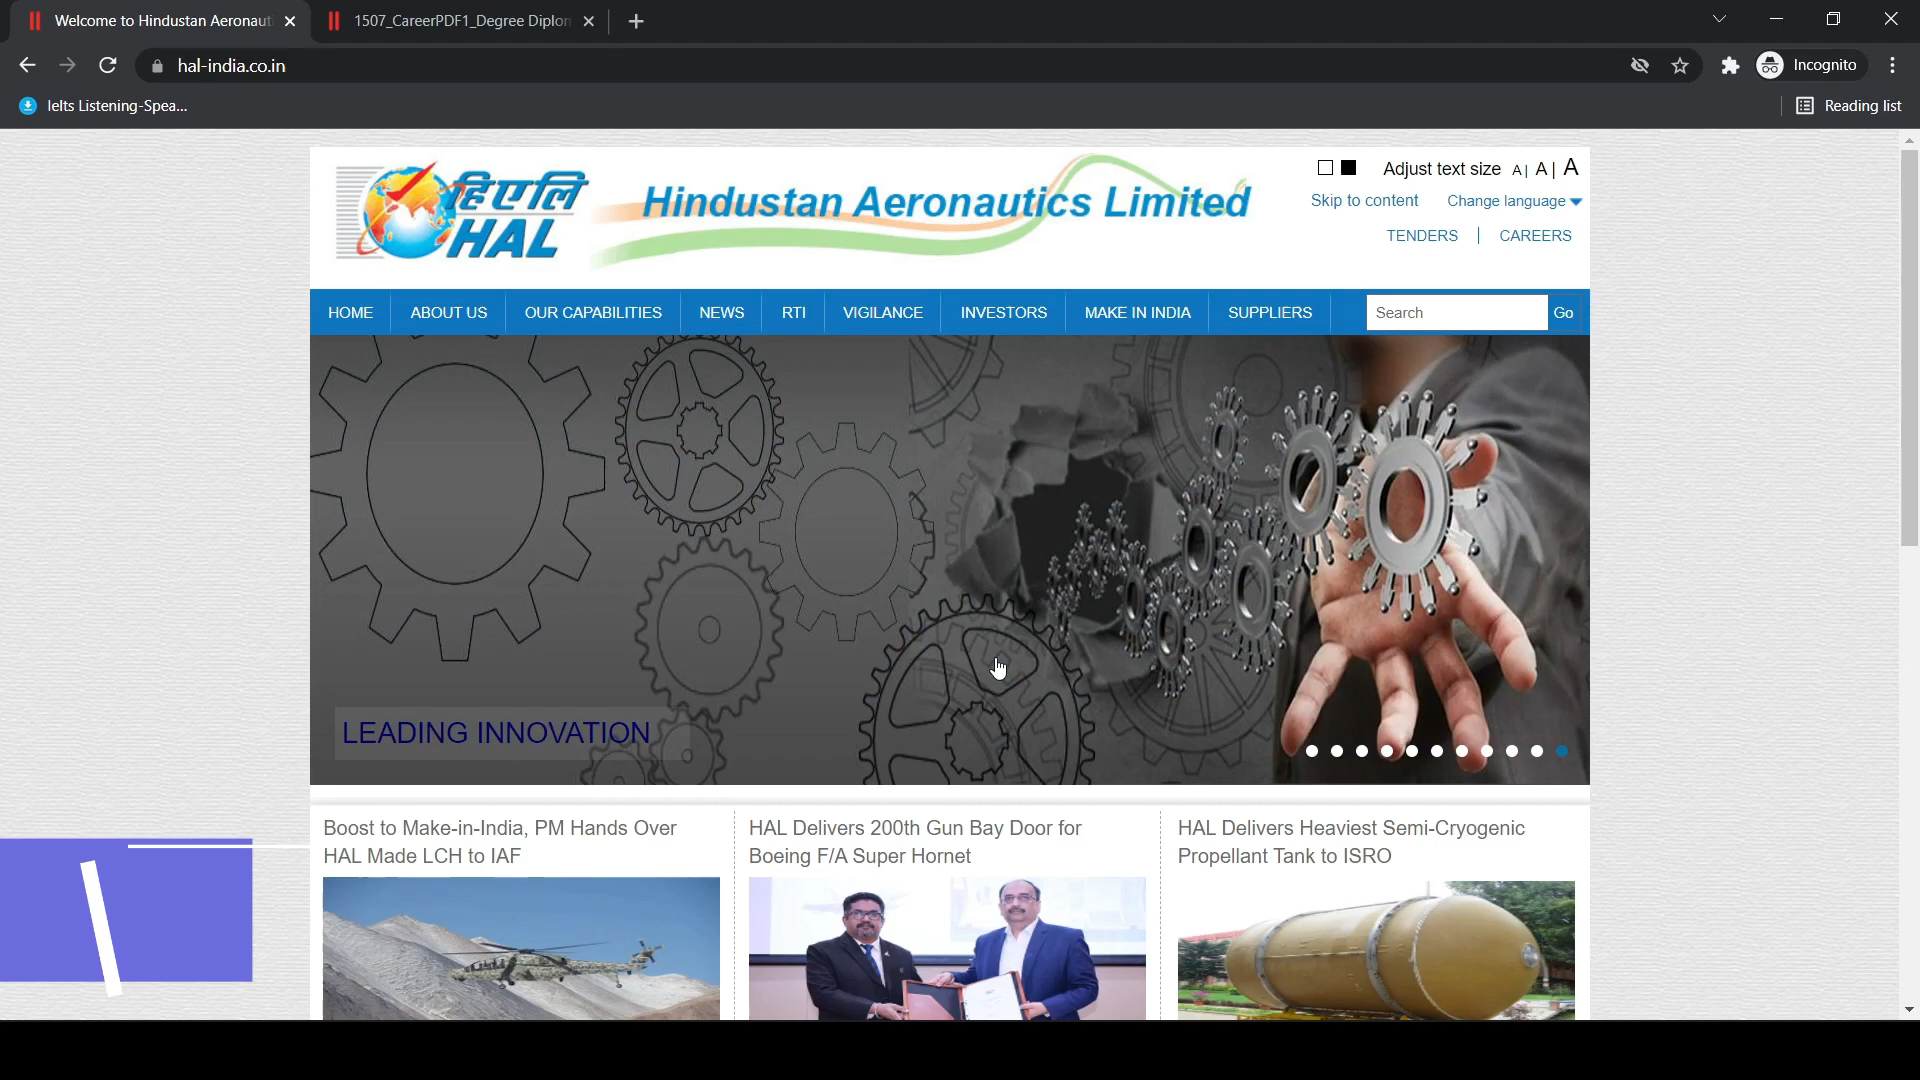 Welcome to Hindustan Aeronauti
1507_CareerPDF1_Degree Diplom
hal-india.co.in
Incognito
Ielts Listening-Spea...
Reading list
हिएलि
HAL
Hindustan Aeronautics Limited
Adjust text size A| A| A
Skip to content Change language
TENDERS | CAREERS
HOME ABOUT US OUR CAPABILITIES NEWS RTI VIGILANCE INVESTORS MAKE IN INDIA SUPPLIERS Search Go
LEADING INNOVATION
Boost to Make-in-India, PM Hands Over
HAL Made LCH to IAF
HAL Delivers 200th Gun Bay Door for
Boeing F/A Super Hornet
HAL Delivers Heaviest Semi-Cryogenic
Propellant Tank to ISRO